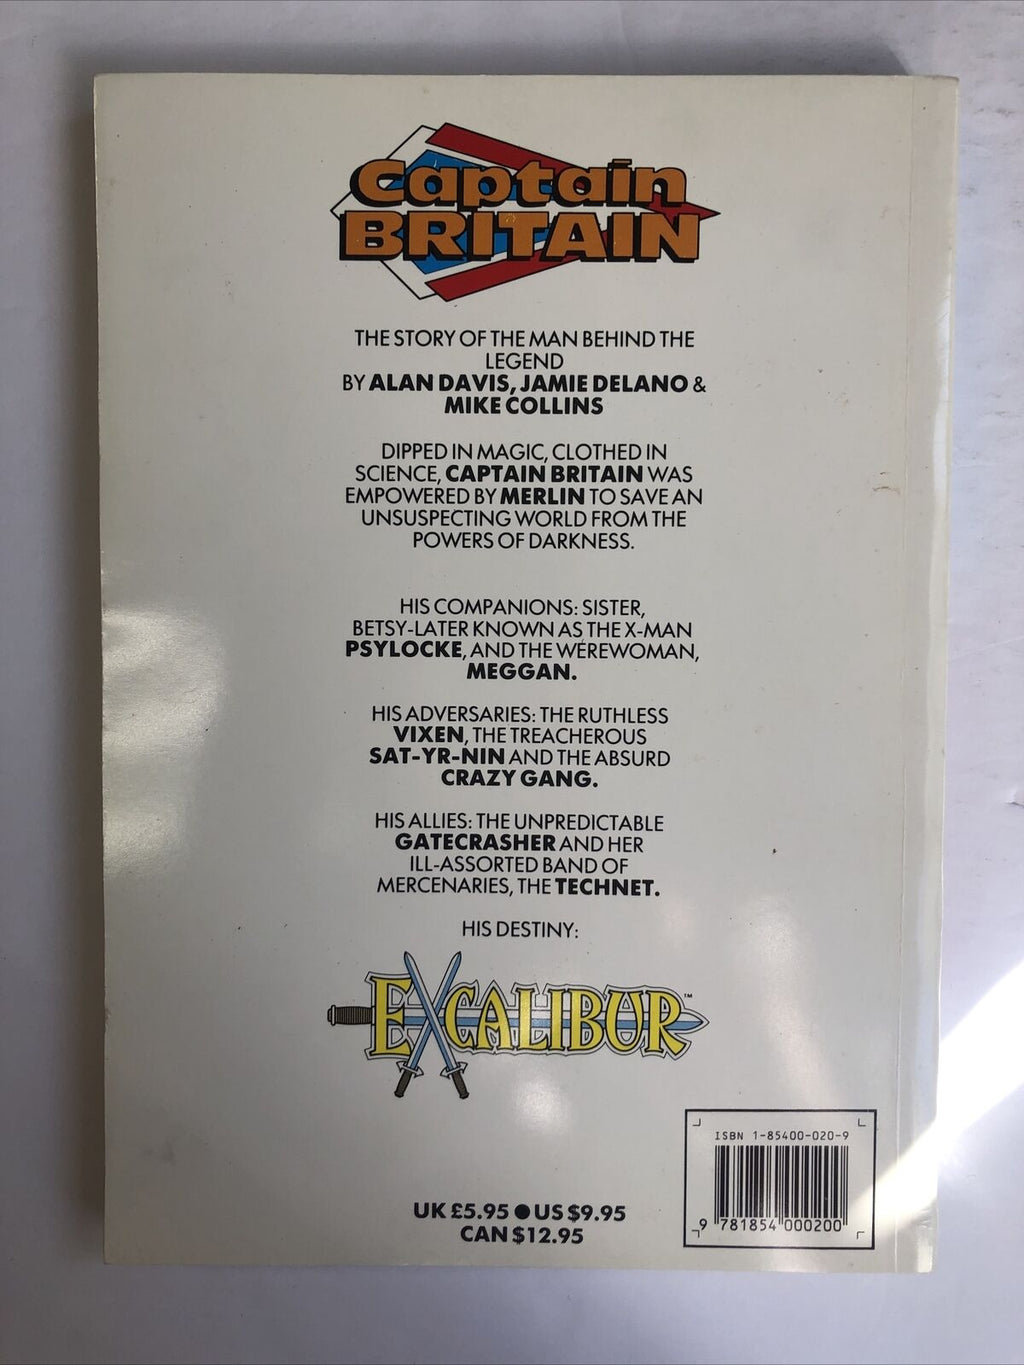 Captain
BRITAIN
THE STORY OF THE MAN BEHIND THE
LEGEND
BY ALAN DAVIS, JAMIE DELANO &
MIKE COLLINS
DIPPED IN MAGIC, CLOTHED IN
SCIENCE, CAPTAIN BRITAIN WAS
EMPOWERED BY MERLIN TO SAVE AN
UNSUSPECTING WORLD FROM THE
POWERS OF DARKNESS.
HIS COMPANIONS: SISTER,
BETSY-LATER KNOWN AS THE X-MAN
PSYLOCKE, AND THE WEREWOMAN,
MEGGAN.
HIS ADVERSARIES: THE RUTHLESS
VIXEN, THE TREACHEROUS
SAT-YR-NIN AND THE ABSURD
CRAZY GANG.
HIS ALLIES: THE UNPREDICTABLE
GATECRASHER AND HER
ILL-ASSORTED BAND OF
MERCENARIES, THE TECHNET.
HIS DESTINY:
EXCALIBUR™
ISBN 1-85400-020-9
9 781854 000200
UK £5.95 ● US $9.95
CAN $12.95